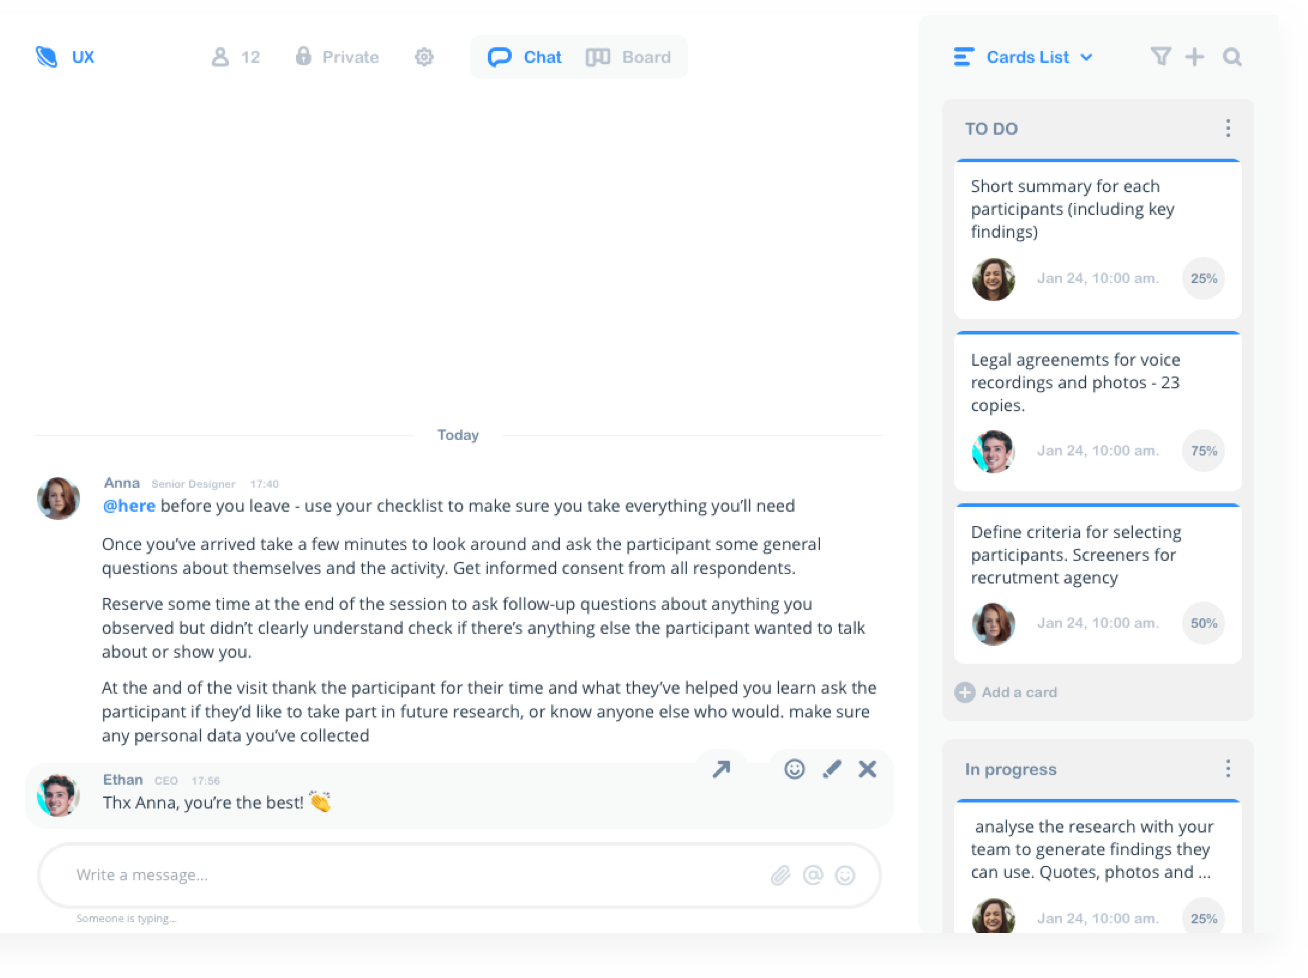 UX
12
Private
Chat
Board
Today
Anna Senior Designer 17:40
@here before you leave - use your checklist to make sure you take everything you’ll need
Once you’ve arrived take a few minutes to look around and ask the participant some general
questions about themselves and the activity. Get informed consent from all respondents.
Reserve some time at the end of the session to ask follow-up questions about anything you
observed but didn’t clearly understand check if there’s anything else the participant wanted to talk
about or show you.
At the and of the visit thank the participant for their time and what they’ve helped you learn ask the
participant if they’d like to take part in future research, or know anyone else who would. make sure
any personal data you’ve collected
Ethan CEO 17:56
Thx Anna, you’re the best! 👏
Write a message...
Someone is typing...
Cards List
TO DO
Short summary for each
participants (including key
findings)
Jan 24, 10:00 am.
25%
Legal agreenemts for voice
recordings and photos - 23
copies.
Jan 24, 10:00 am.
75%
Define criteria for selecting
participants. Screeners for
recrutment agency
Jan 24, 10:00 am.
50%
Add a card
In progress
analyse the research with your
team to generate findings they
can use. Quotes, photos and ...
Jan 24, 10:00 am.
25%